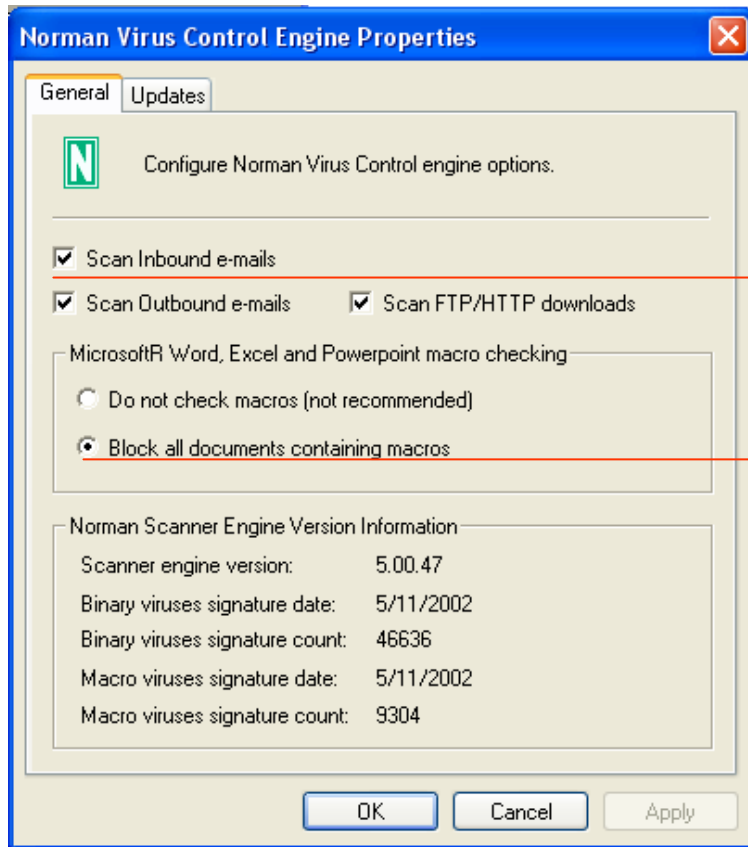 Norman Virus Control Engine Properties
General Updates
N Configure Norman Virus Control engine options.
Scan Inbound e-mails
Scan Outbound e-mails Scan FTP/HTTP downloads
MicrosoftR Word, Excel and Powerpoint macro checking
Do not check macros (not recommended)
Block all documents containing macros
Norman Scanner Engine Version Information
Scanner engine version: 5.00.47
Binary viruses signature date: 5/11/2002
Binary viruses signature count: 46636
Macro viruses signature date: 5/11/2002
Macro viruses signature count: 9304
OK Cancel Apply